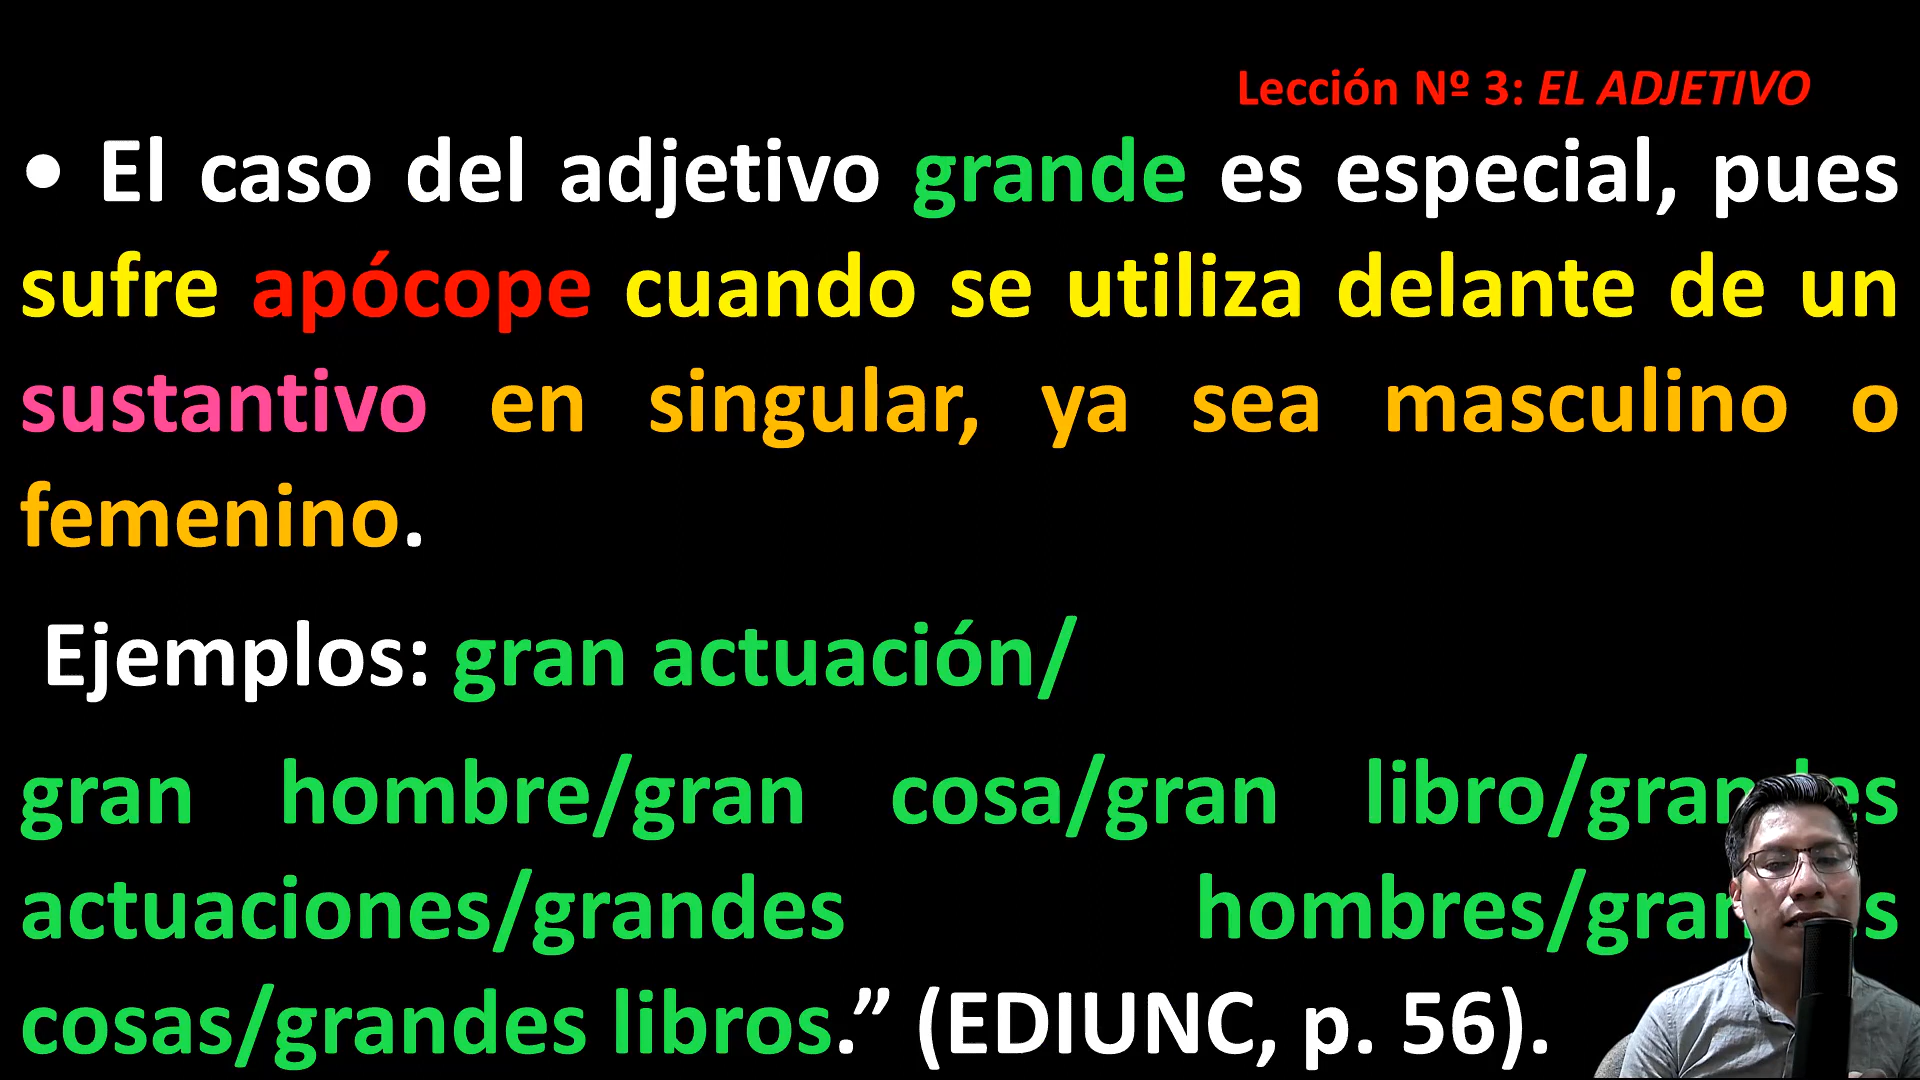 Lección Nº 3: EL ADJETIVO
• El caso del adjetivo grande es especial, pues
sufre apócope cuando se utiliza delante de un
sustantivo en singular, ya sea masculino o
femenino.
Ejemplos: gran actuación/
gran hombre/gran cosa/gran libro/grandes
actuaciones/grandes hombres/grandes
cosas/grandes libros.” (EDIUNC, p. 56).